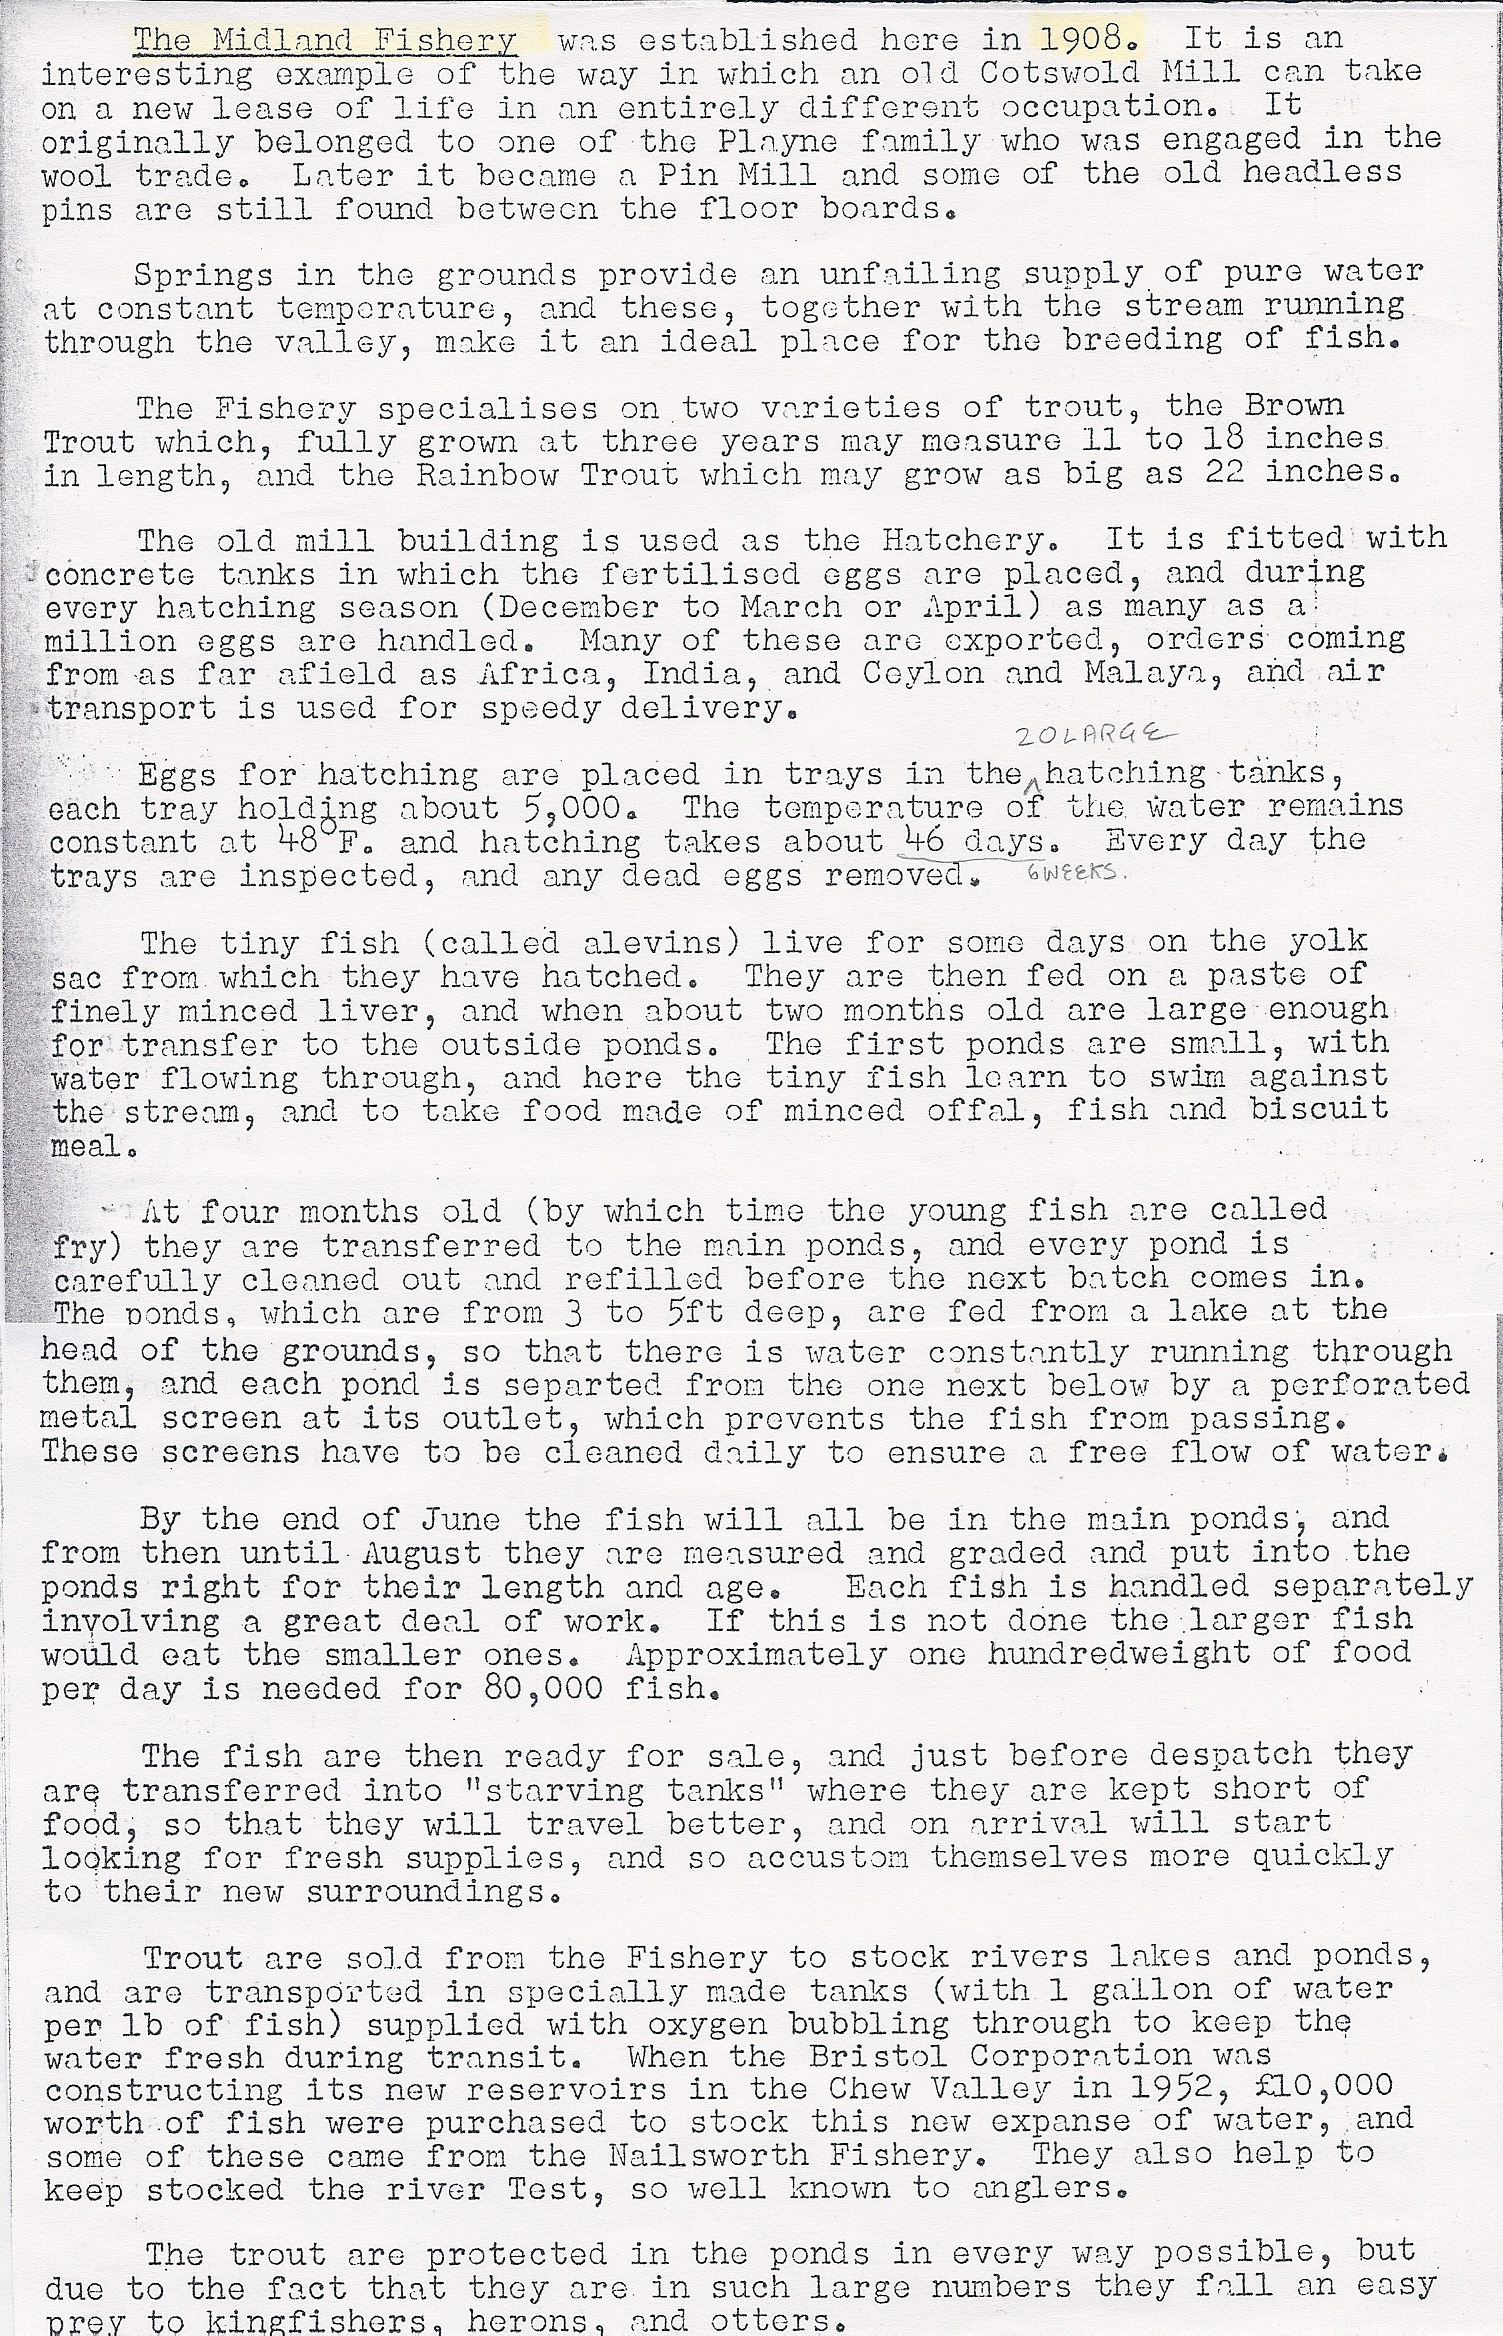 The Midland Fishery was established here in 1908. It is an
interesting example of the way in which an old Cotswold Mill can take
on a new lease of life in an entirely different occupation. It
originally belonged to one of the Playne family who was engaged in the
wool trade. Later it became a Pin Mill and some of the old headless
pins are still found between the floor boards.
Springs in the grounds provide an unfailing supply of pure water
at constant temperature, and these, together with the stream running
through the valley, make it an ideal place for the breeding of fish.
The Fishery specialises on two varieties of trout, the Brown
Trout which, fully grown at three years may measure 11 to 18 inches
in length, and the Rainbow Trout which may grow as big as 22 inches.
The old mill building is used as the Hatchery. It is fitted with
concrete tanks in which the fertilised eggs are placed, and during
every hatching season (December to March or April) as many as a
million eggs are handled. Many of these are exported, orders coming
from as far afield as Africa, India, and Ceylon and Malaya, and air
transport is used for speedy delivery.
20 LARGE
Eggs for hatching are placed in trays in the hatching tanks,
each tray holding about 5,000. The temperature of the water remains
constant at 48°F. and hatching takes about 46 days. Every day the
trays are inspected, and any dead eggs removed. 6 WEEKS.
The tiny fish (called alevins) live for some days on the yolk
sac from which they have hatched. They are then fed on a paste of
finely minced liver, and when about two months old are large enough
for transfer to the outside ponds. The first ponds are small, with
water flowing through, and here the tiny fish learn to swim against
the stream, and to take food made of minced offal, fish and biscuit
meal.
At four months old (by which time the young fish are called
fry) they are transferred to the main ponds, and every pond is
carefully cleaned out and refilled before the next batch comes in.
The ponds, which are from 3 to 5ft deep, are fed from a lake at the
head of the grounds, so that there is water constantly running through
them, and each pond is separted from the one next below by a perforated
metal screen at its outlet, which prevents the fish from passing.
These screens have to be cleaned daily to ensure a free flow of water.
By the end of June the fish will all be in the main ponds, and
from then until August they are measured and graded and put into the
ponds right for their length and age. Each fish is handled separately
involving a great deal of work. If this is not done the larger fish
would eat the smaller ones. Approximately one hundredweight of food
per day is needed for 80,000 fish.
The fish are then ready for sale, and just before despatch they
are transferred into "starving tanks" where they are kept short of
food, so that they will travel better, and on arrival will start
looking for fresh supplies, and so accustom themselves more quickly
to their new surroundings.
Trout are sold from the Fishery to stock rivers lakes and ponds,
and are transported in specially made tanks (with 1 gallon of water
per lb of fish) supplied with oxygen bubbling through to keep the
water fresh during transit. When the Bristol Corporation was
constructing its new reservoirs in the Chew Valley in 1952, £10,000
worth of fish were purchased to stock this new expanse of water, and
some of these came from the Nailsworth Fishery. They also help to
keep stocked the river Test, so well known to anglers.
The trout are protected in the ponds in every way possible, but
due to the fact that they are in such large numbers they fall an easy
prey to kingfishers, herons, and otters.